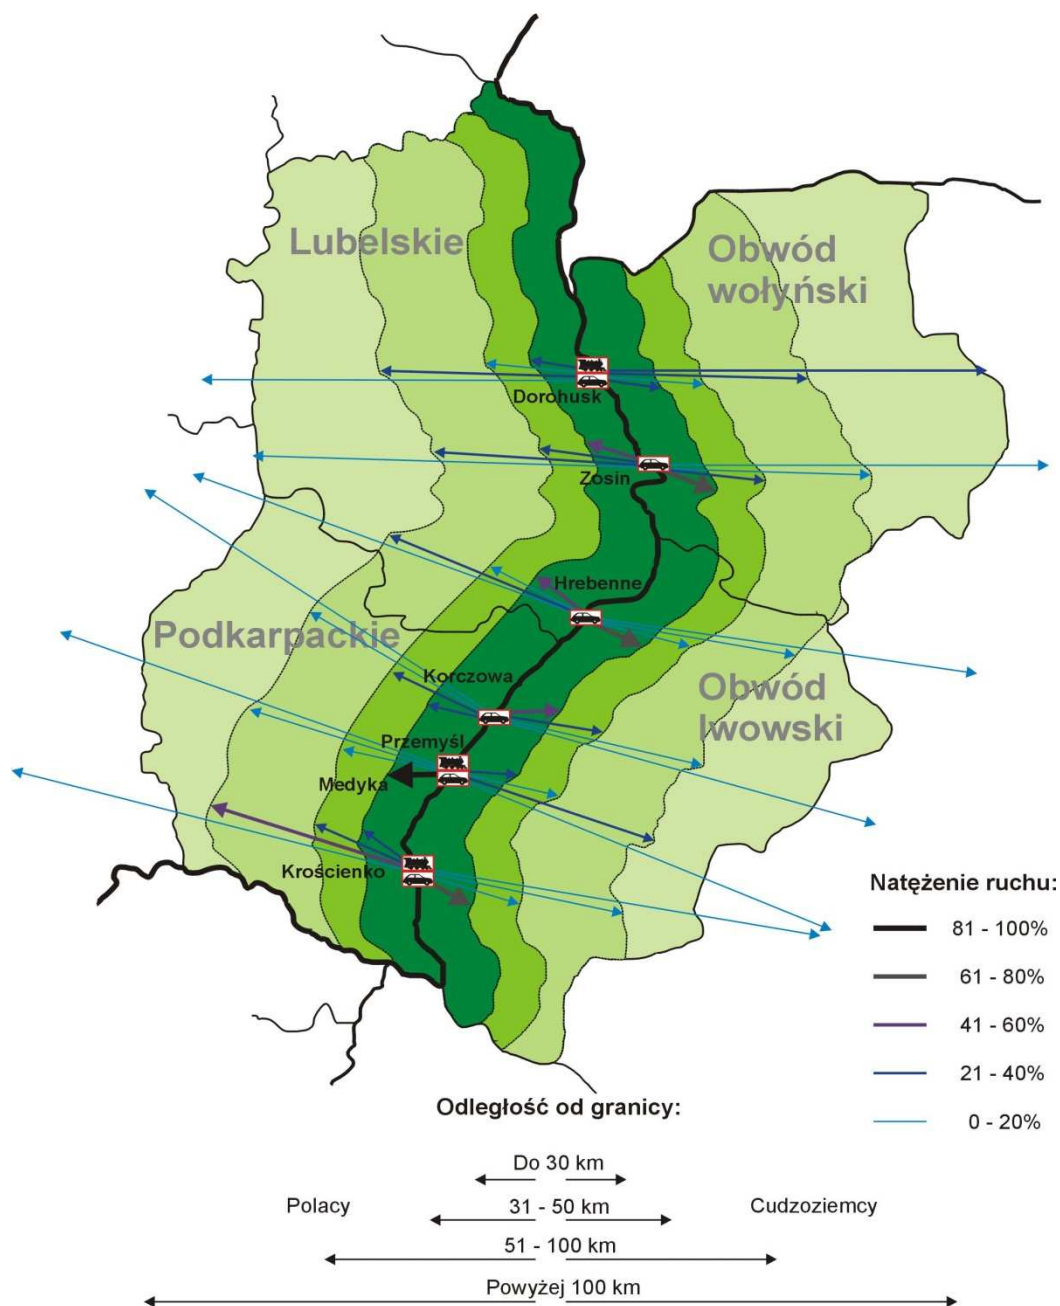 Lubelskie
Obwód
wołyński
Dorohusk
Zosin
Hrebenne
Podkarpackie
Korczowa
Obwód
lwowski
Przemyśl
Medyka
Krościenko
Natężenie ruchu:
81 - 100%
61 - 80%
41 - 60%
21 - 40%
0 - 20%
Odległość od granicy:
Do 30 km
Polacy
31 - 50 km
Cudzoziemcy
51 - 100 km
Powyżej 100 km